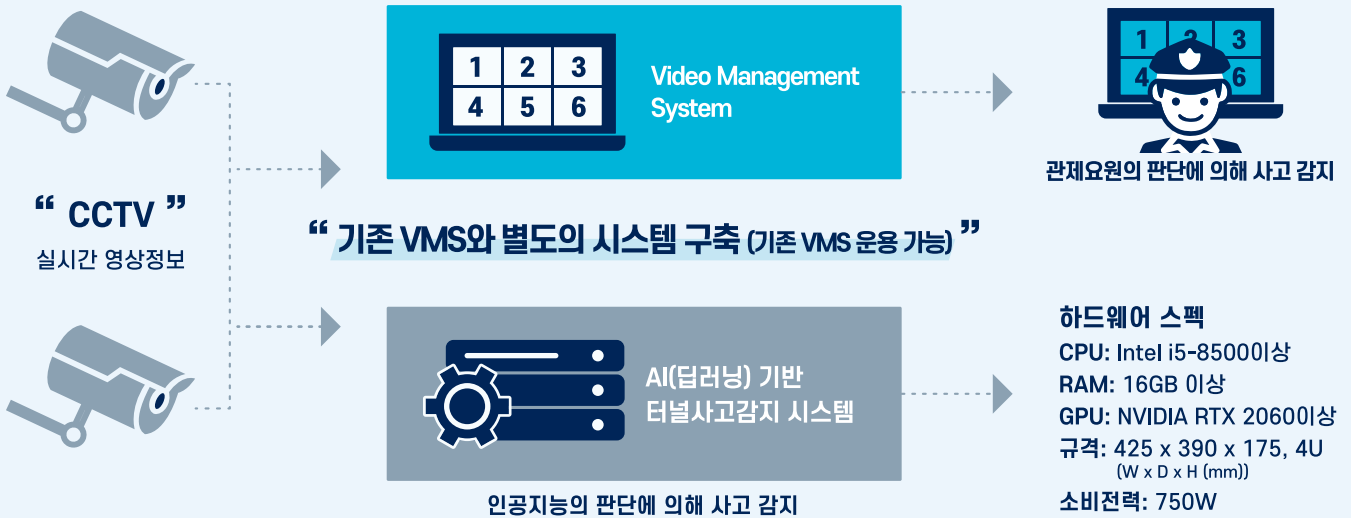 “ CCTV ”
실시간 영상정보
1 2 3
4 5 6
Video Management
System
1 2 3
4 6
관제요원의 판단에 의해 사고 감지
“ 기존 VMS와 별도의 시스템 구축 (기존 VMS 운용 가능) ”
AI(딥러닝) 기반
터널사고감지 시스템
인공지능의 판단에 의해 사고 감지
하드웨어 스펙
CPU: Intel i5-8500이상
RAM: 16GB 이상
GPU: NVIDIA RTX 2060이상
규격: 425 x 390 x 175, 4U
(W x D x H (mm))
소비전력: 750W